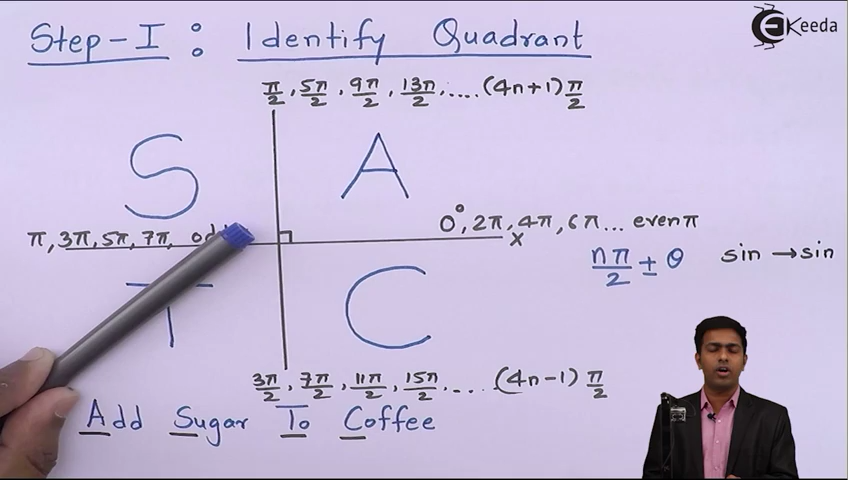 Step-I : Identify Quadrant
EKeeda
π/2, 5π/2, 9π/2, 13π/2, .... (4n+1) π/2
S A
π, 3π, 5π, 7π,
0°, 2π, 4π, 6π... even π
x
nπ/2 ± θ sin → sin
T C
3π/2, 7π/2, 11π/2, 15π/2, .... (4n-1) π/2
Add Sugar To Coffee